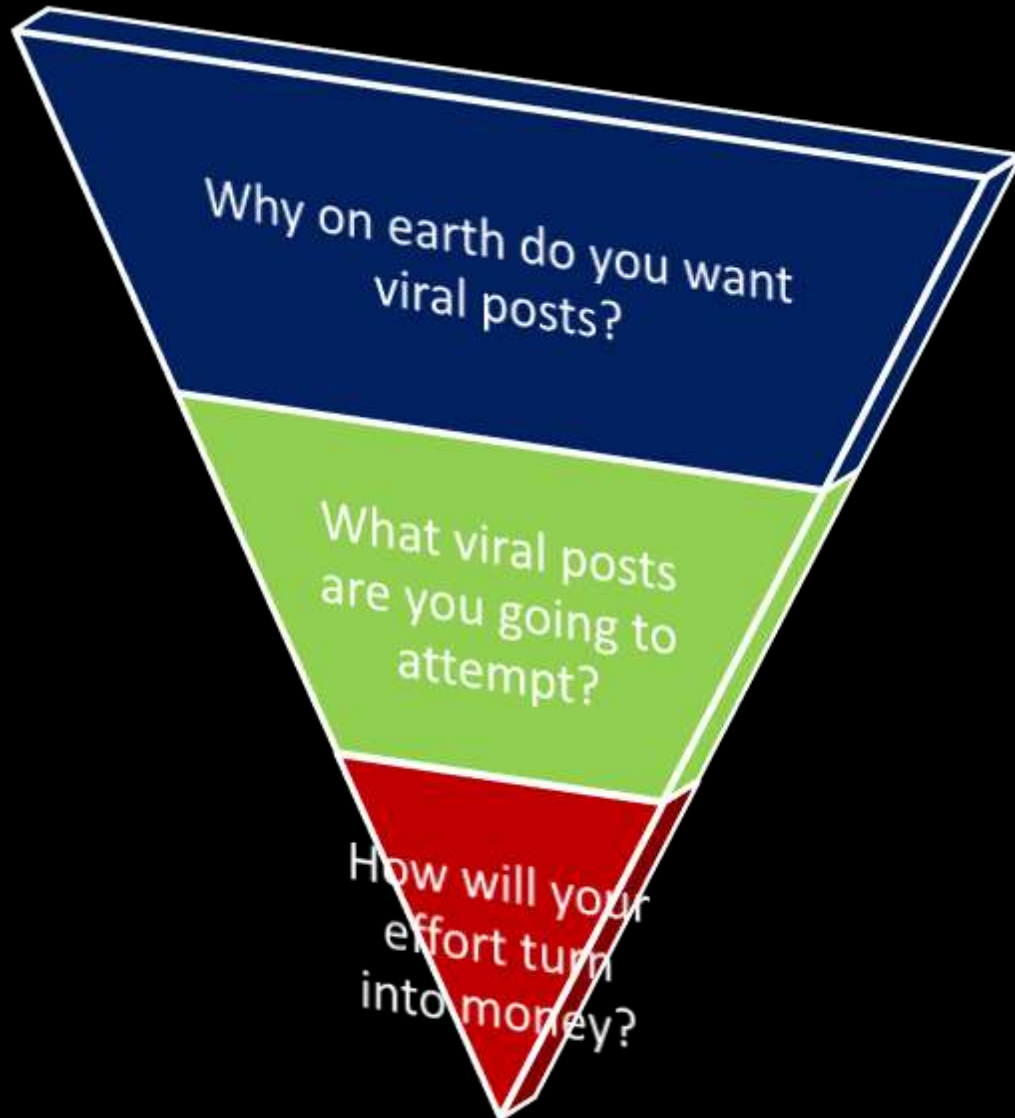 Why on earth do you want
viral posts?
What viral posts
are you going to
attempt?
How will your
effort turn
into money?